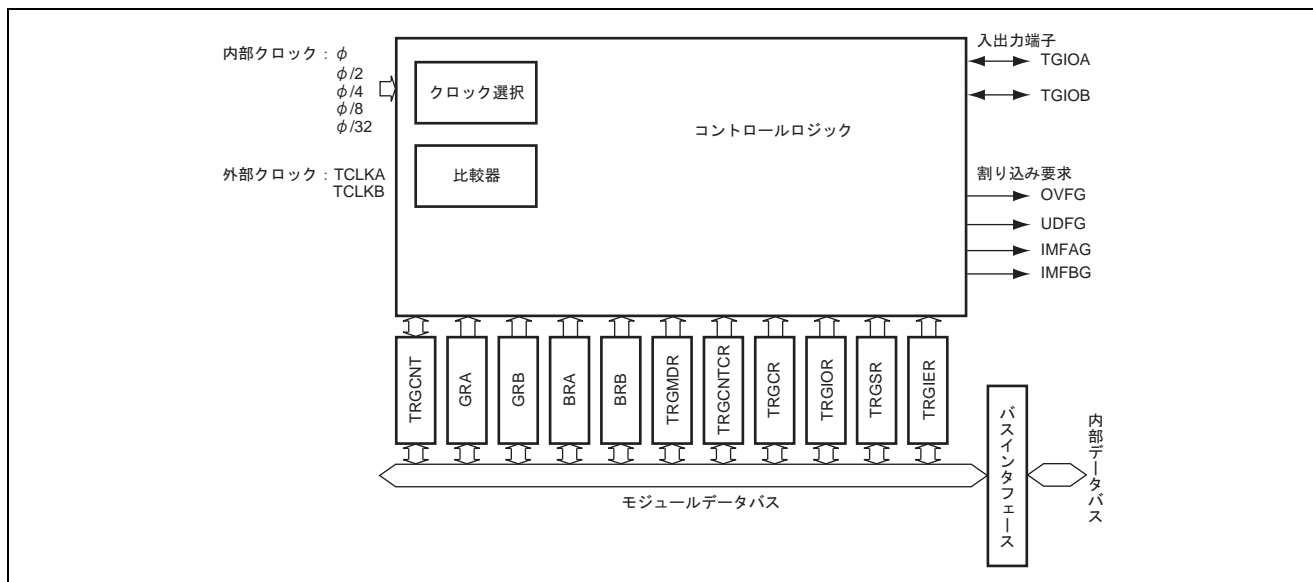 内部クロック : φ
φ/2
φ/4
φ/8
φ/32
外部クロック : TCLKA
TCLKB
クロック選択
比較器
コントロールロジック
入出力端子
TGIOA
TGIOB
割り込み要求
OVFG
UDFG
IMFAG
IMFBG
TRGCNT
GRA
GRB
BRA
BRB
TRGMDR
TRGCNTCR
TRGCR
TRGIOR
TRGSR
TRGIER
モジュールデータバス
バスインタフェース
内部データバス